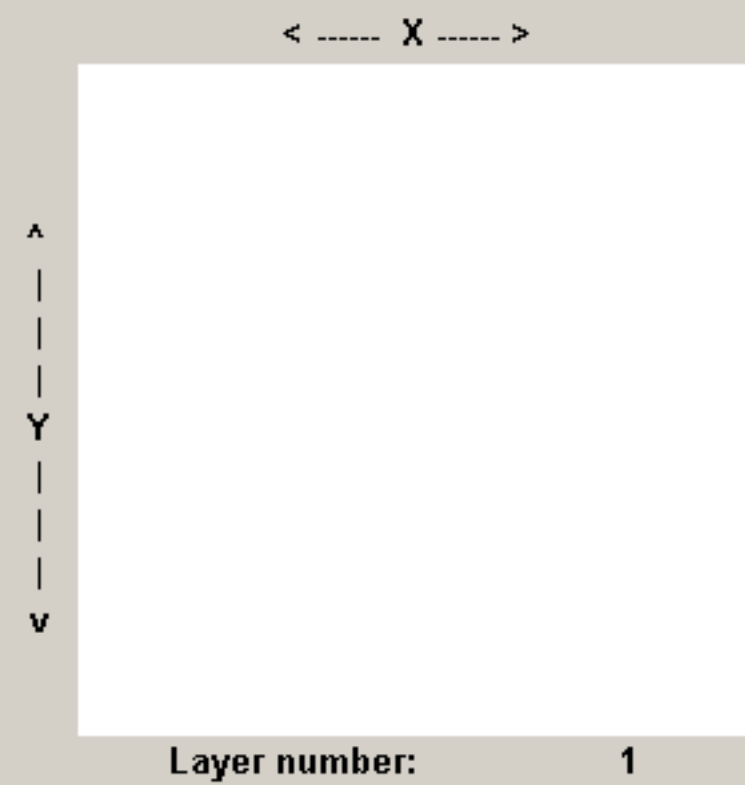 < ------ X ------ >
^
|
|
|
Y
|
|
|
v
Layer number: 1